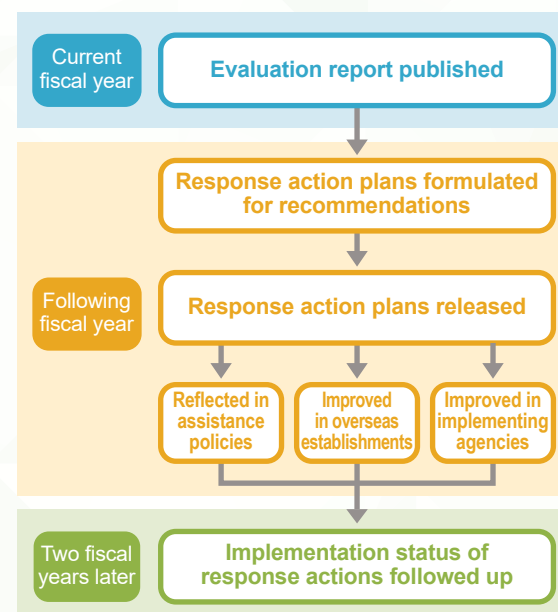 Current
fiscal year
Evaluation report published
Response action plans formulated
for recommendations
Following
fiscal year
Response action plans released
Reflected in
assistance
policies
Improved
in overseas
establishments
Improved in
implementing
agencies
Two fiscal
years later
Implementation status of
response actions followed up